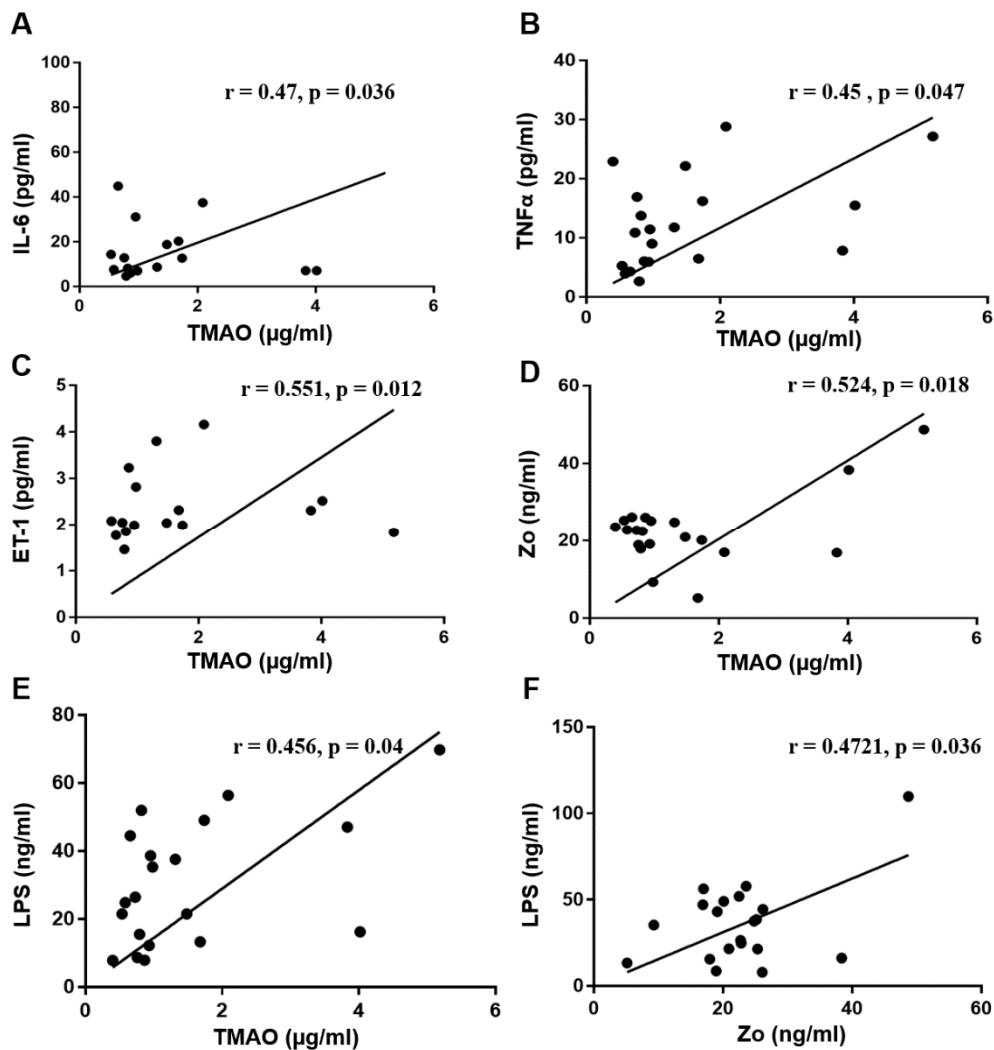 A
r = 0.47, p = 0.036
IL-6 (pg/ml)
100
80
60
40
20
0
0 2 4 6
TMAO (µg/ml)
B
r = 0.45 , p = 0.047
TNFα (pg/ml)
40
30
20
10
0
0 2 4 6
TMAO (µg/ml)
C
r = 0.551, p = 0.012
ET-1 (pg/ml)
5
4
3
2
1
0
0 2 4 6
TMAO (µg/ml)
D
r = 0.524, p = 0.018
Zo (ng/ml)
60
40
20
0
0 2 4 6
TMAO (µg/ml)
E
r = 0.456, p = 0.04
LPS (ng/ml)
80
60
40
20
0
0 2 4 6
TMAO (µg/ml)
F
r = 0.4721, p = 0.036
LPS (ng/ml)
150
100
50
0
0 20 40 60
Zo (ng/ml)